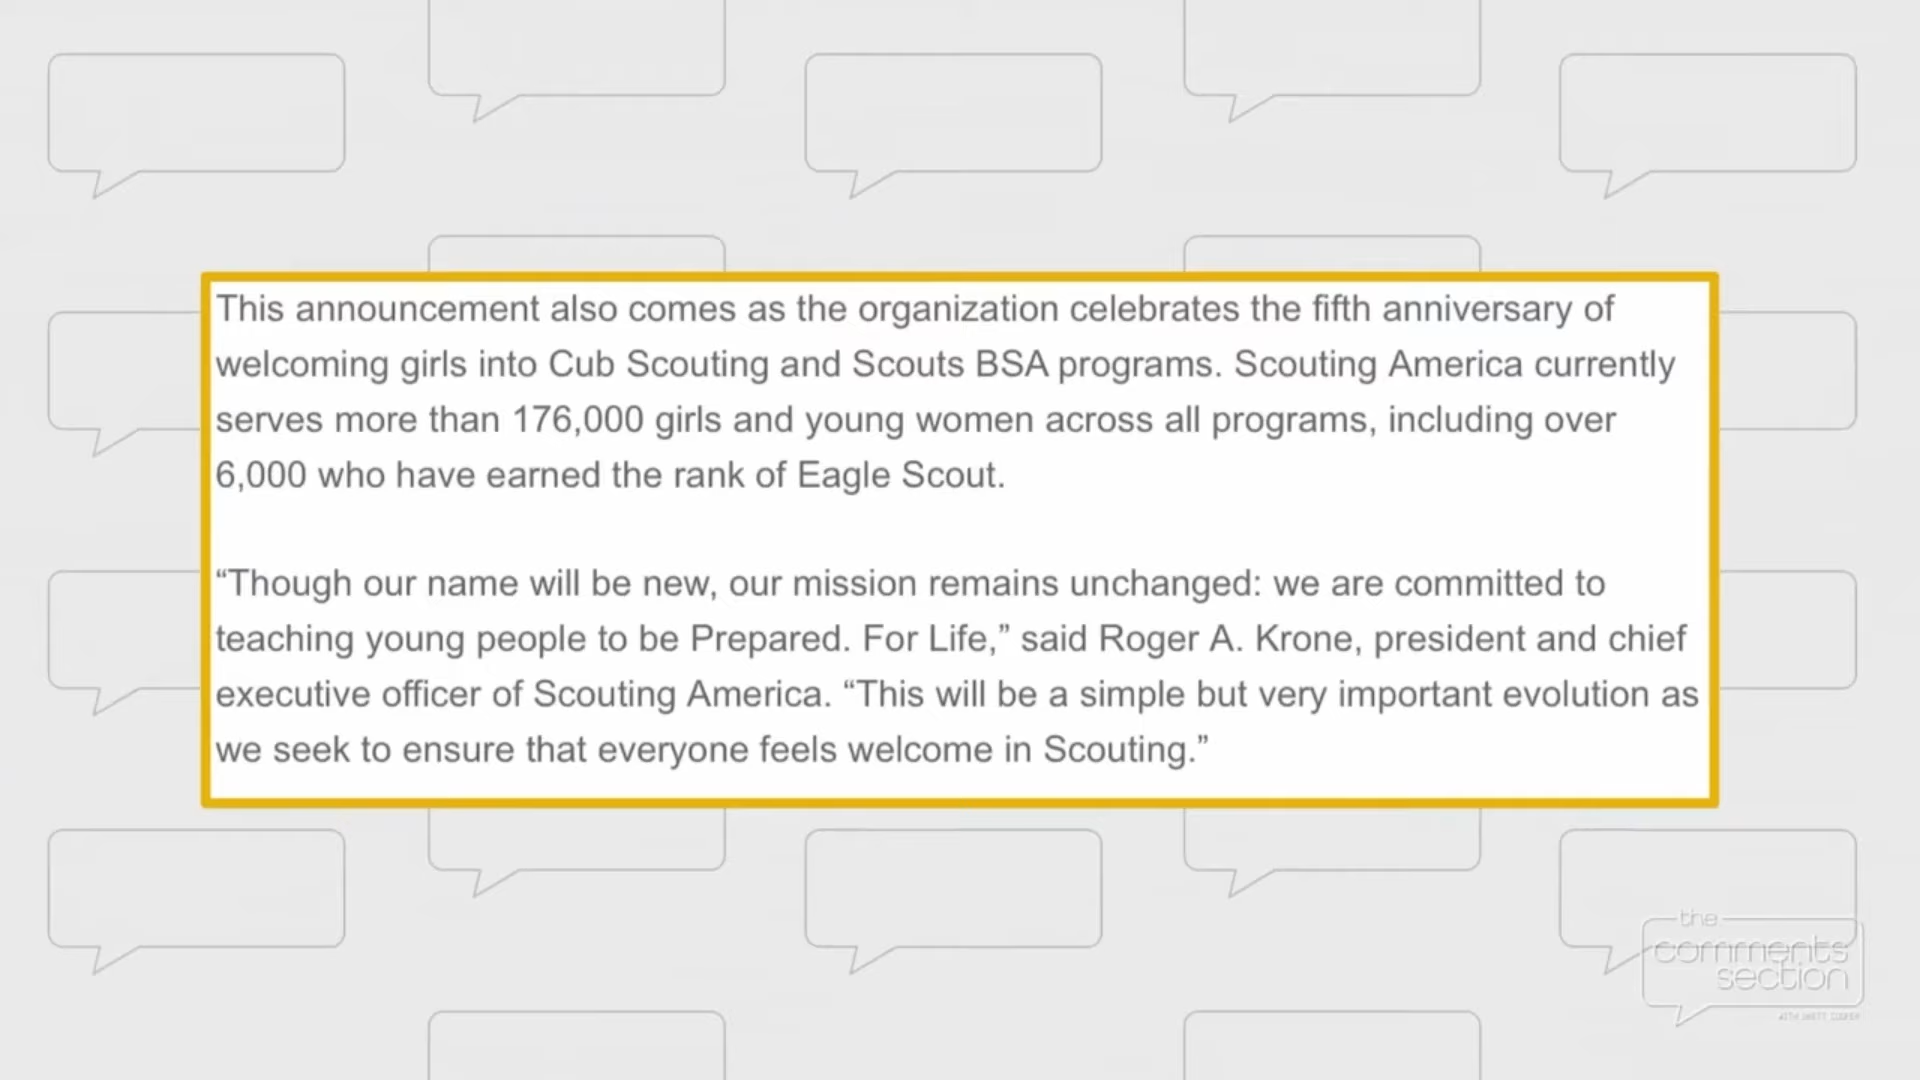 This announcement also comes as the organization celebrates the fifth anniversary of
welcoming girls into Cub Scouting and Scouts BSA programs. Scouting America currently
serves more than 176,000 girls and young women across all programs, including over
6,000 who have earned the rank of Eagle Scout.
“Though our name will be new, our mission remains unchanged: we are committed to
teaching young people to be Prepared. For Life,” said Roger A. Krone, president and chief
executive officer of Scouting America. “This will be a simple but very important evolution as
we seek to ensure that everyone feels welcome in Scouting.”
the
comments
section